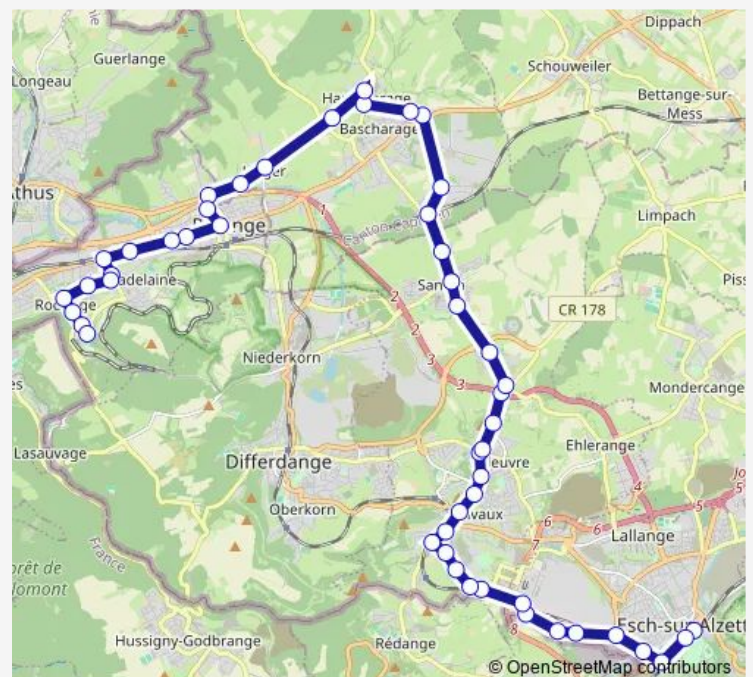 Dippach
Guerlange
Longeau
Schouweiler
Bettange-sur-
Mess
Bascharage
Athus
Limpach
1
Canton Capellen
2
CR 178
2
3
3
Niederkorn
Mondercange
Lasauvage
Differdange
Ehlerange
Oberkorn
4
5
5
6
6
7
Lallange
France
8
Esch-sur-Alzett
Hussigny-Godbrange
Rédange
© OpenStreetMap contributors